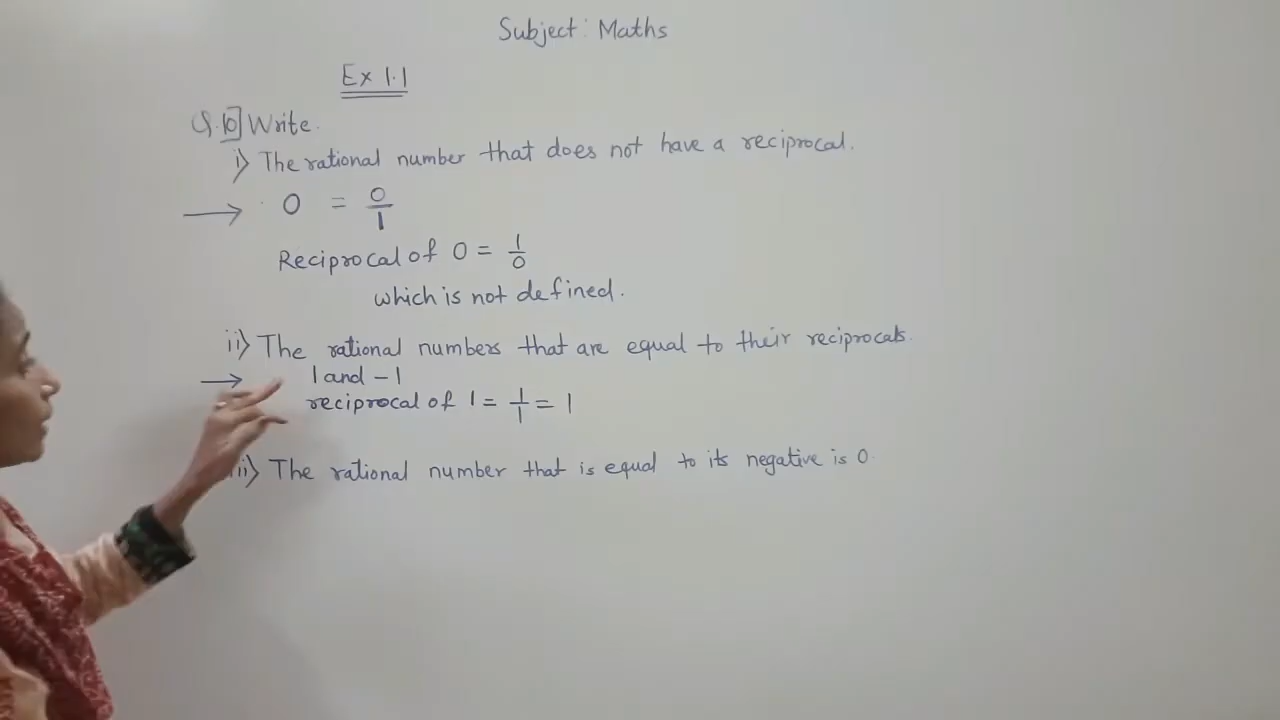 Subject: Maths
Ex 1.1
Q.10] Write.
i) The rational number that does not have a reciprocal.
→ 0 = 0/1
Reciprocal of 0 = 1/0
which is not defined.
ii) The rational numbers that are equal to their reciprocals.
→ 1 and -1
reciprocal of 1 = 1/1 = 1
ii) The rational number that is equal to its negative is 0.